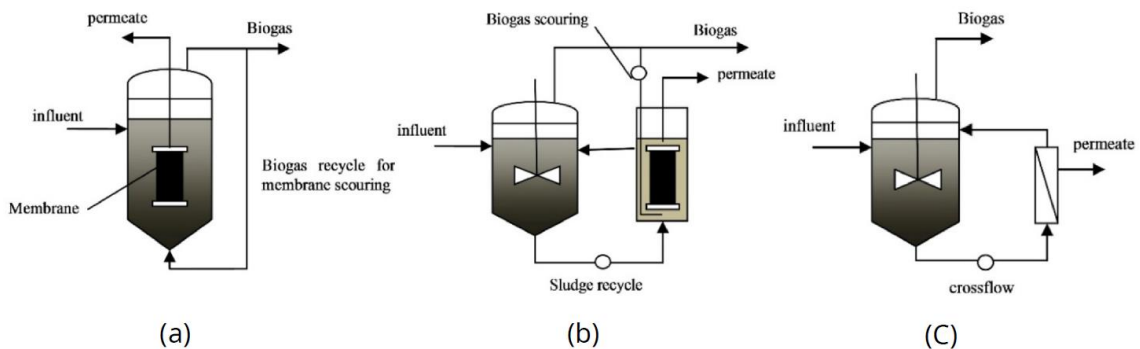 permeate
Biogas
influent
Biogas recycle for
membrane scouring
Membrane
(a)
Biogas scouring
Biogas
permeate
influent
Sludge recycle
(b)
Biogas
influent
permeate
crossflow
(C)